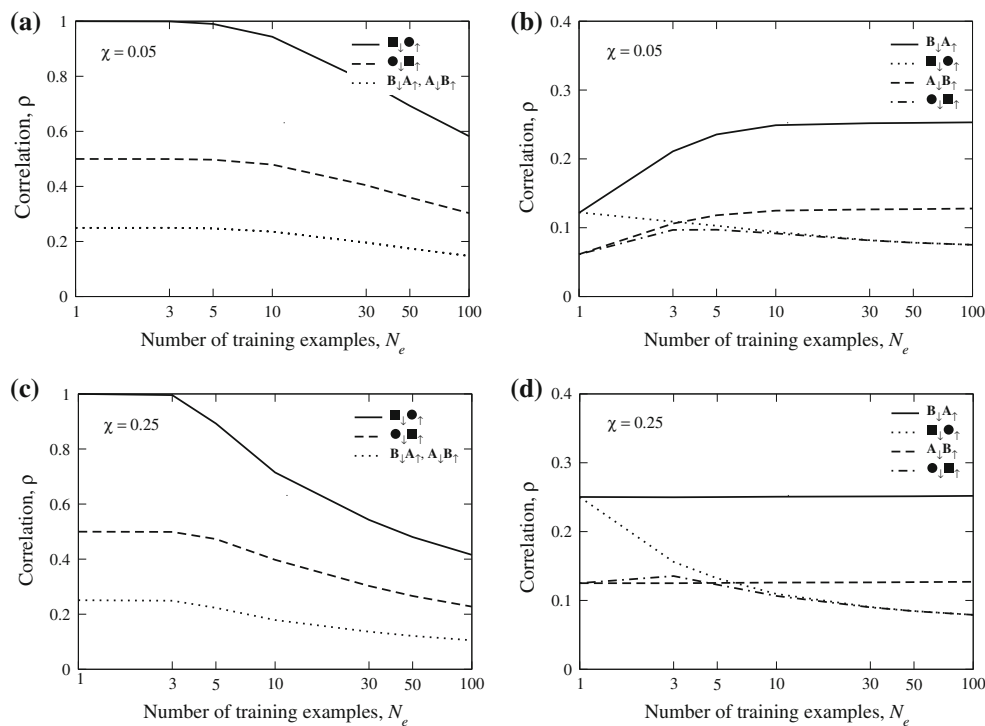 (a)
1
0.8
0.6
0.4
0.2
0
Correlation, ρ
χ = 0.05
■↓●↑
●↓■↑
B↓A↑, A↓B↑
1 3 5 10 30 50 100
Number of training examples, Nₑ
(b)
0.4
0.3
0.2
0.1
0
Correlation, ρ
χ = 0.05
B↓A↑
■↓●↑
A↓B↑
●↓■↑
1 3 5 10 30 50 100
Number of training examples, Nₑ
(c)
1
0.8
0.6
0.4
0.2
0
Correlation, ρ
χ = 0.25
■↓●↑
●↓■↑
B↓A↑, A↓B↑
1 3 5 10 30 50 100
Number of training examples, Nₑ
(d)
0.4
0.3
0.2
0.1
0
Correlation, ρ
χ = 0.25
B↓A↑
■↓●↑
A↓B↑
●↓■↑
1 3 5 10 30 50 100
Number of training examples, Nₑ